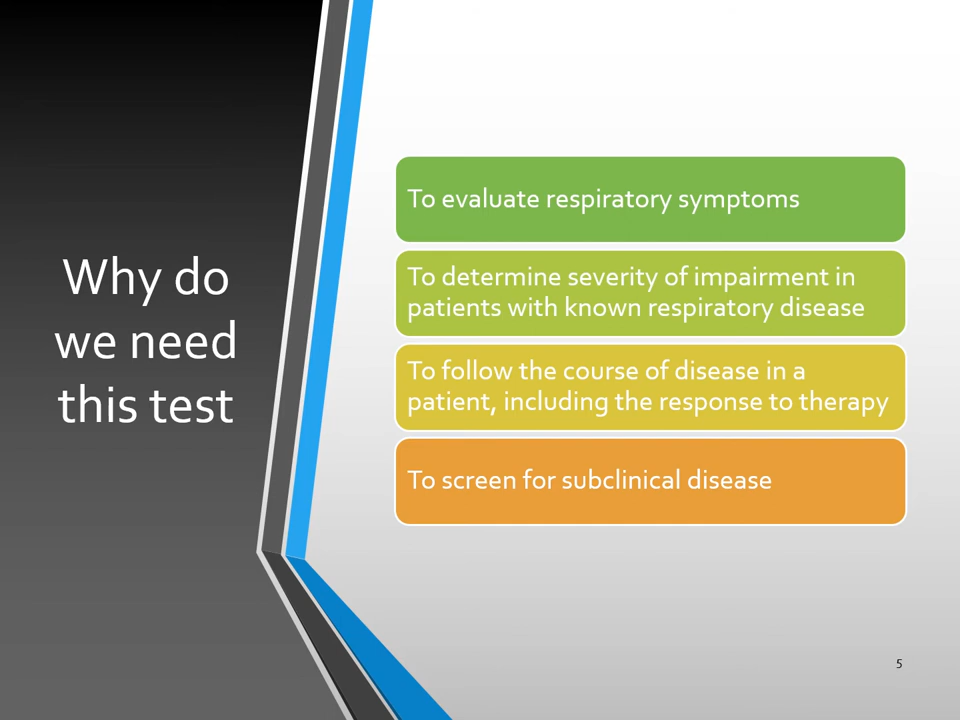 Why do
we need
this test
To evaluate respiratory symptoms
To determine severity of impairment in
patients with known respiratory disease
To follow the course of disease in a
patient, including the response to therapy
To screen for subclinical disease
5